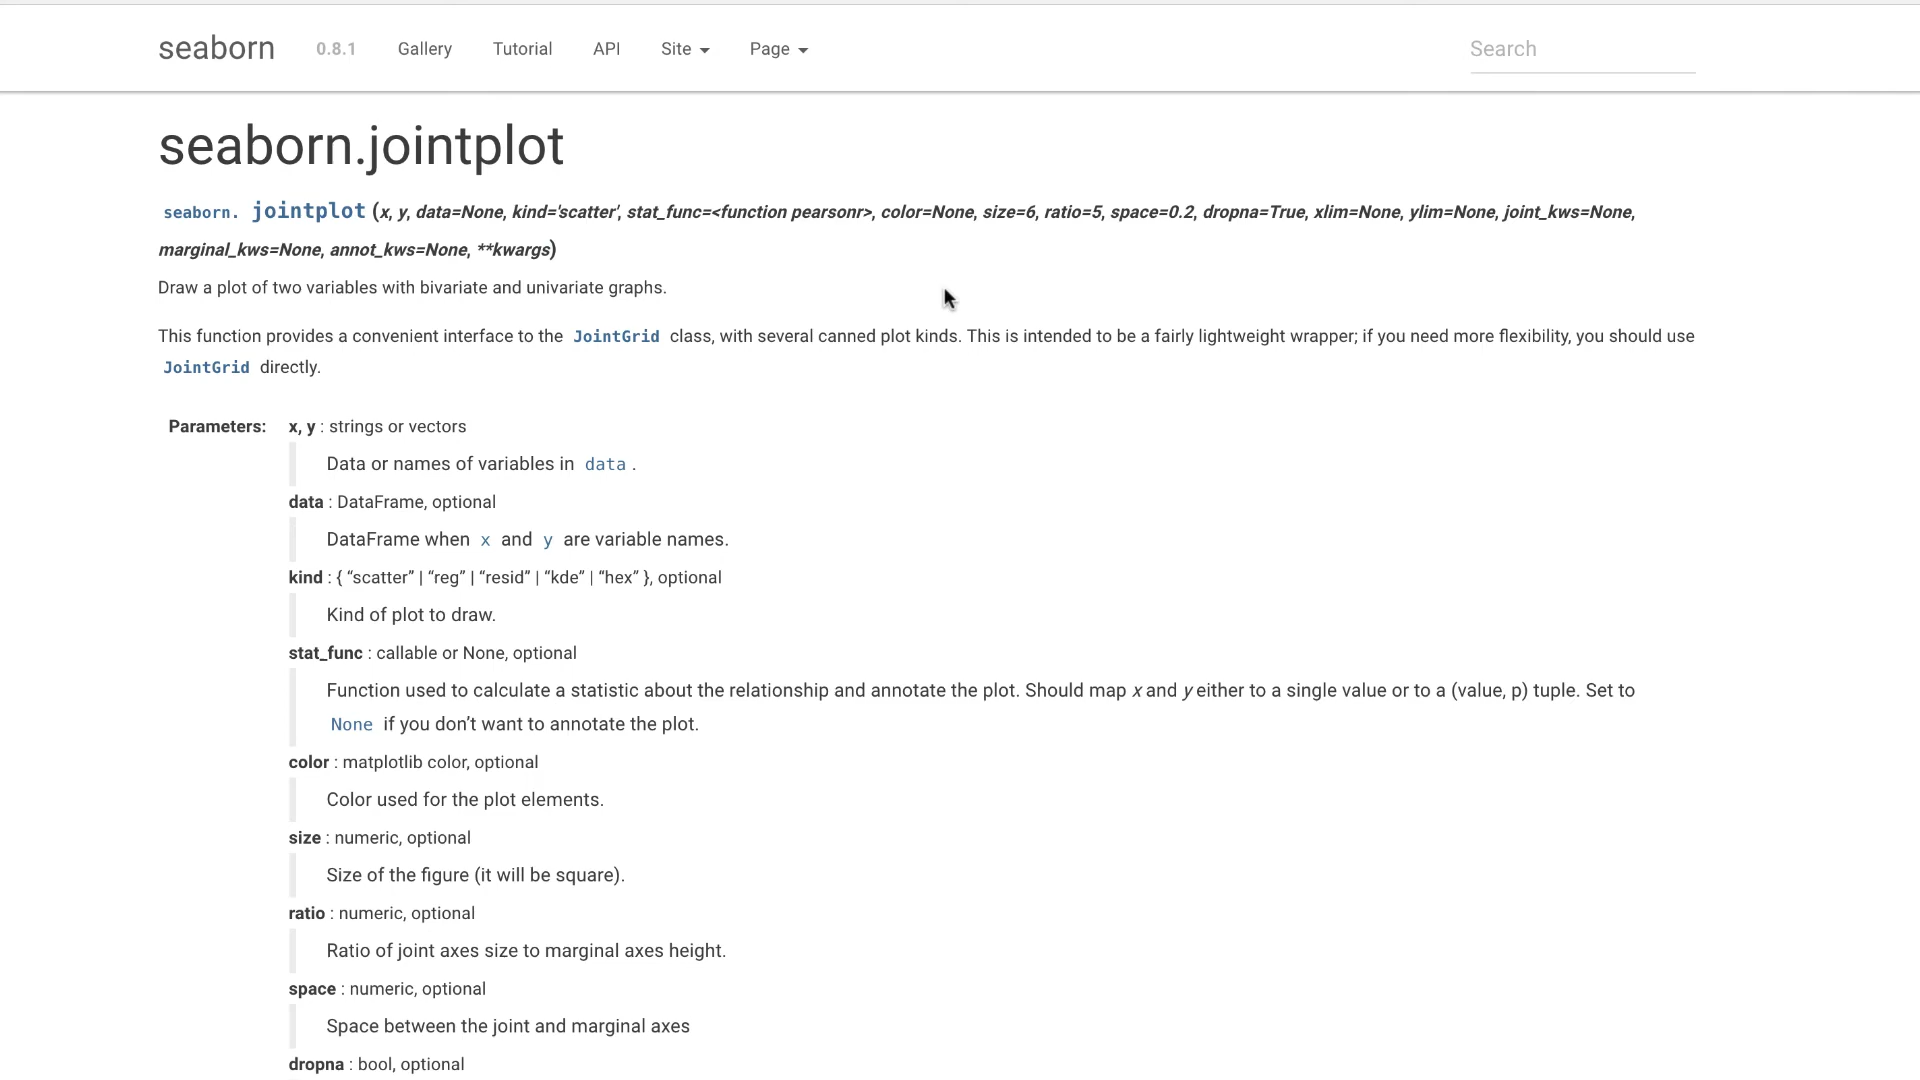 seaborn 0.8.1 Gallery Tutorial API Site Page Search
seaborn.jointplot
seaborn. jointplot (x, y, data=None, kind='scatter', stat_func=<function pearsonr>, color=None, size=6, ratio=5, space=0.2, dropna=True, xlim=None, ylim=None, joint_kws=None,
marginal_kws=None, annot_kws=None, **kwargs)
Draw a plot of two variables with bivariate and univariate graphs.
This function provides a convenient interface to the JointGrid class, with several canned plot kinds. This is intended to be a fairly lightweight wrapper; if you need more flexibility, you should use
JointGrid directly.
Parameters: x, y : strings or vectors
Data or names of variables in data .
data : DataFrame, optional
DataFrame when x and y are variable names.
kind : { “scatter” | “reg” | “resid” | “kde” | “hex” }, optional
Kind of plot to draw.
stat_func : callable or None, optional
Function used to calculate a statistic about the relationship and annotate the plot. Should map x and y either to a single value or to a (value, p) tuple. Set to
None if you don’t want to annotate the plot.
color : matplotlib color, optional
Color used for the plot elements.
size : numeric, optional
Size of the figure (it will be square).
ratio : numeric, optional
Ratio of joint axes size to marginal axes height.
space : numeric, optional
Space between the joint and marginal axes
dropna : bool, optional